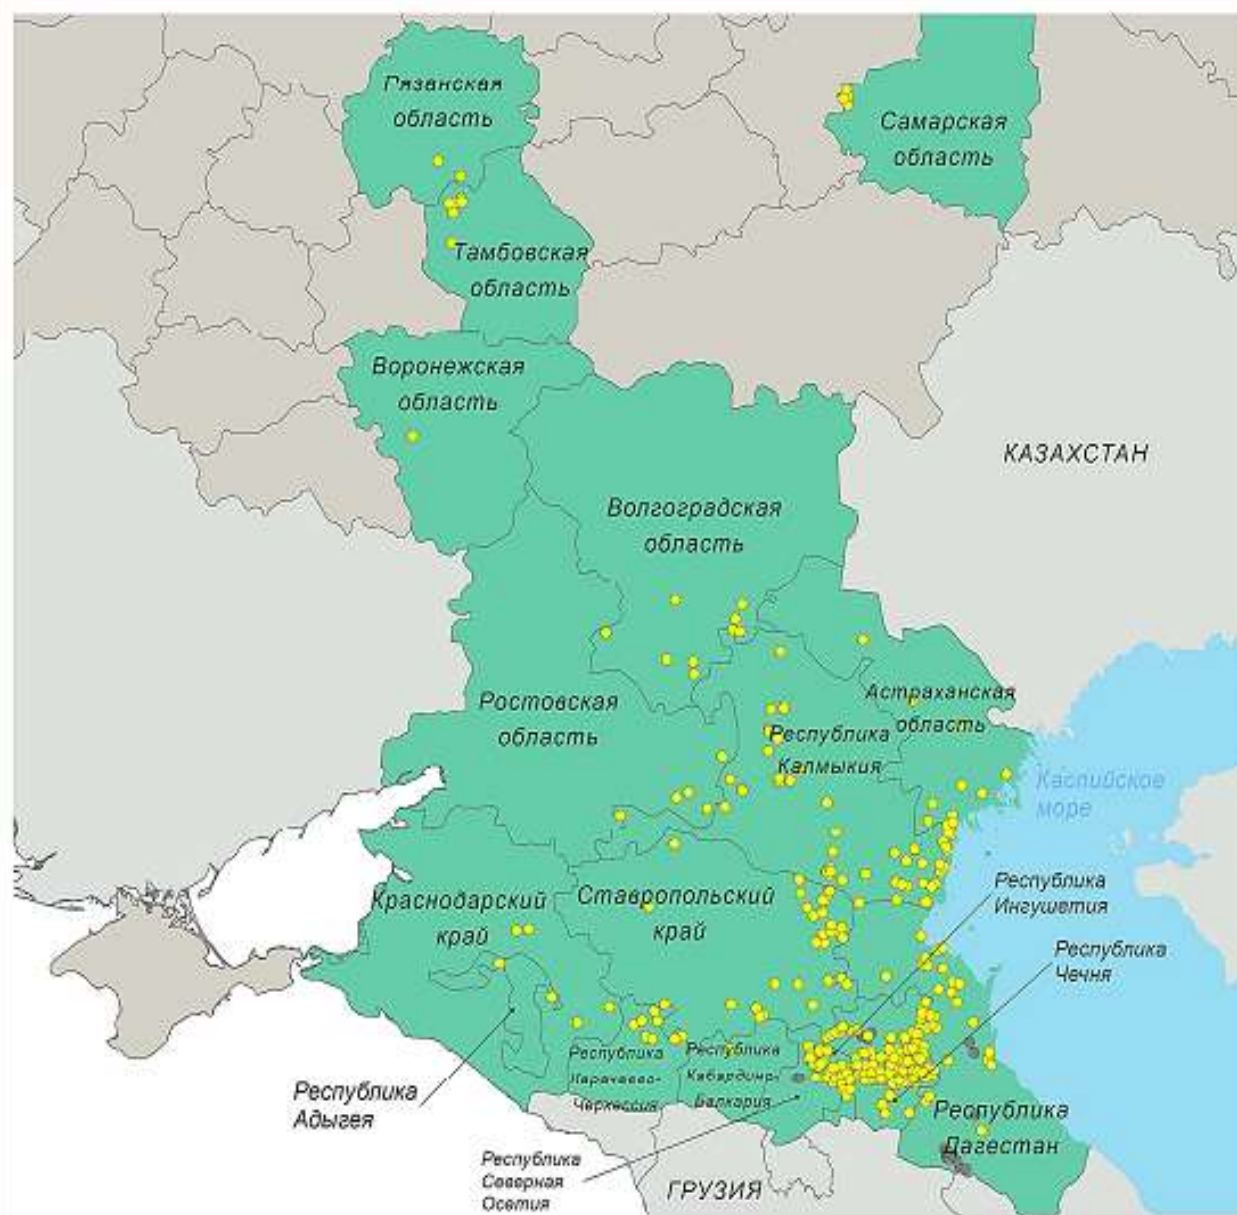 Рязанская
область
Самарская
область
Тамбовская
область
Воронежская
область
КАЗАХСТАН
Волгоградская
область
Ростовская
область
Астраханская
область
Республика
Калмыкия
Каспийское
море
Республика
Ингушетия
Краснодарский
край
Ставропольский
край
Республика
Чечня
Республика
Адыгея
Республика
Карачаево-
Черкессия
Республика
Кабардино-
Балкария
Республика
Дагестан
Республика
Северная
Осетия
ГРУЗИЯ